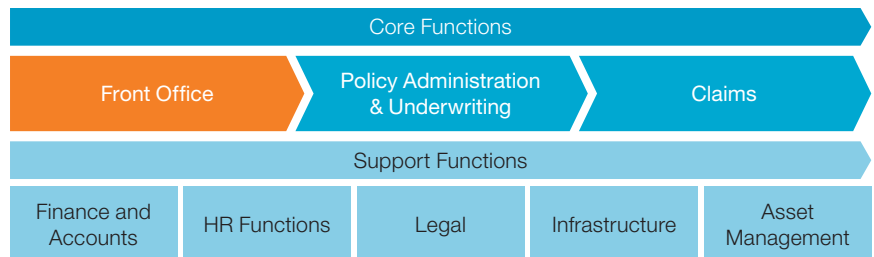 Core Functions
Front Office
Policy Administration
& Underwriting
Claims
Support Functions
Finance and
Accounts
HR Functions
Legal
Infrastructure
Asset
Management